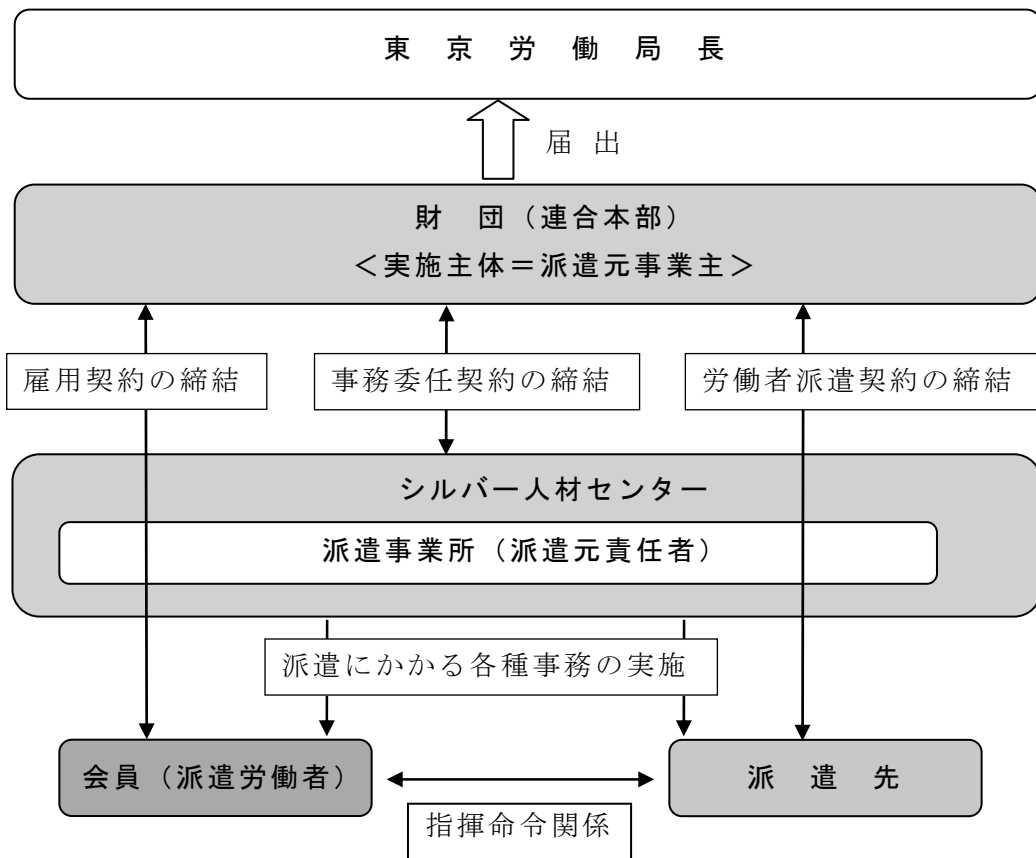 東京労働局長
届出
財団（連合本部）
＜実施主体＝派遣元事業主＞
雇用契約の締結
事務委任契約の締結
労働者派遣契約の締結
シルバー人材センター
派遣事業所（派遣元責任者）
派遣にかかる各種事務の実施
会員（派遣労働者）
派遣先
指揮命令関係